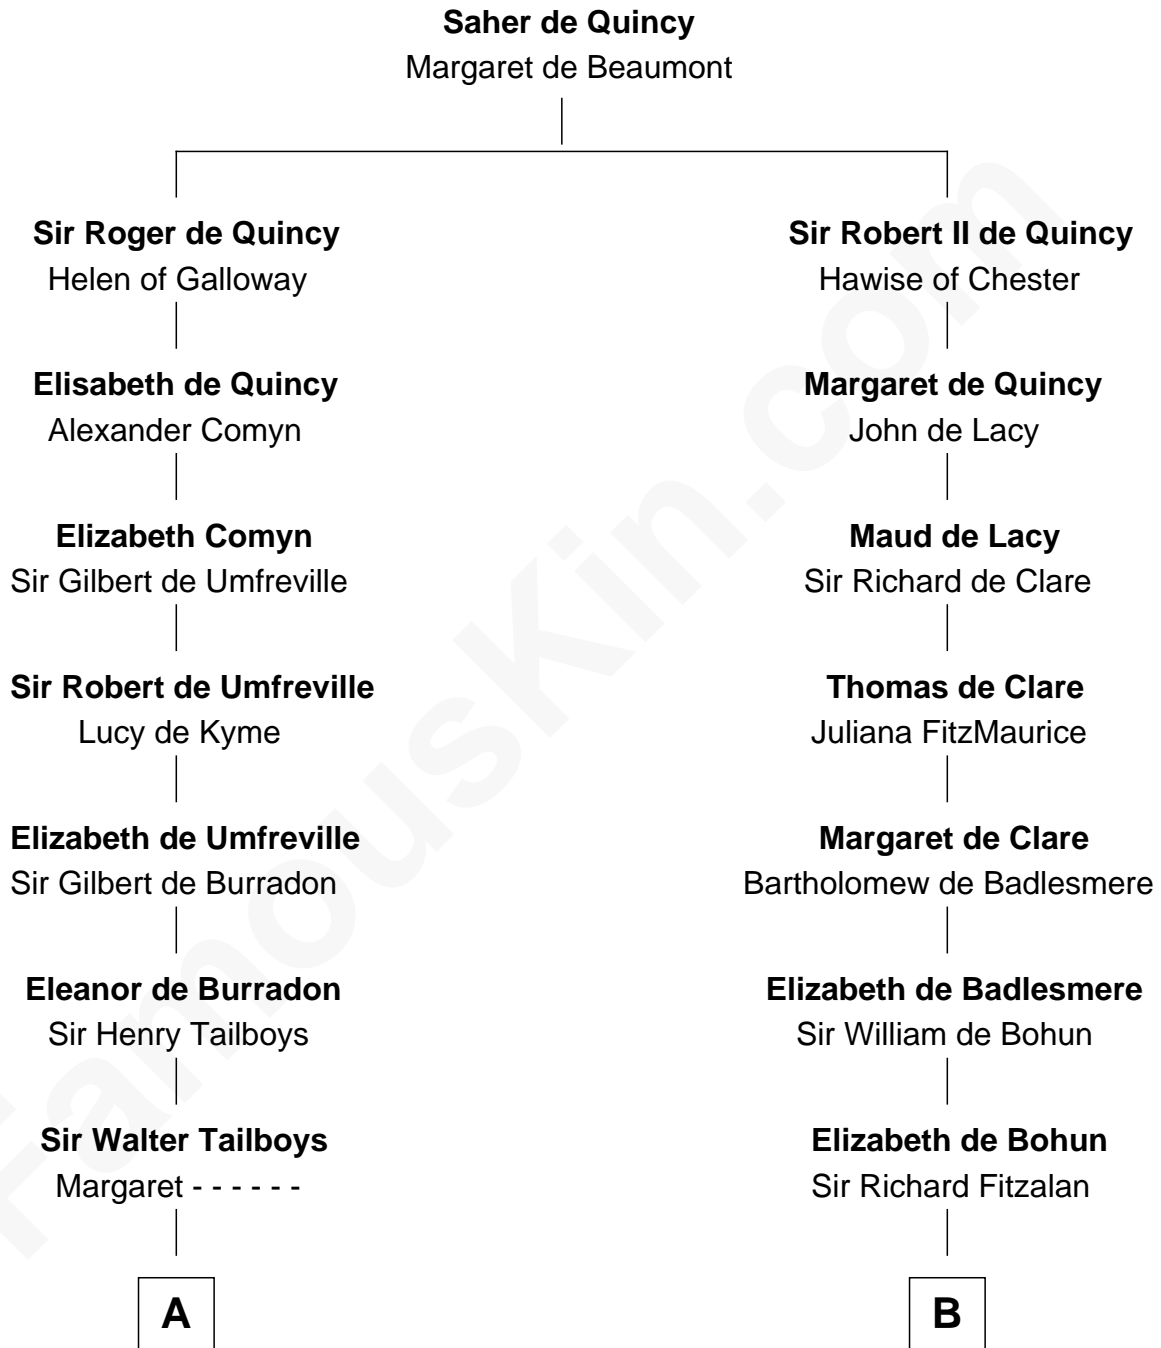 Saher de Quincy
Margaret de Beaumont
Sir Roger de Quincy
Helen of Galloway
Sir Robert II de Quincy
Hawise of Chester
Elisabeth de Quincy
Alexander Comyn
Margaret de Quincy
John de Lacy
Elizabeth Comyn
Sir Gilbert de Umfreville
Maud de Lacy
Sir Richard de Clare
Sir Robert de Umfreville
Lucy de Kyme
Thomas de Clare
Juliana FitzMaurice
Elizabeth de Umfreville
Sir Gilbert de Burradon
Margaret de Clare
Bartholomew de Badlesmere
Eleanor de Burradon
Sir Henry Tailboys
Elizabeth de Badlesmere
Sir William de Bohun
Sir Walter Tailboys
Margaret - - - - - -
Elizabeth de Bohun
Sir Richard Fitzalan
A
B
FamousKin.com